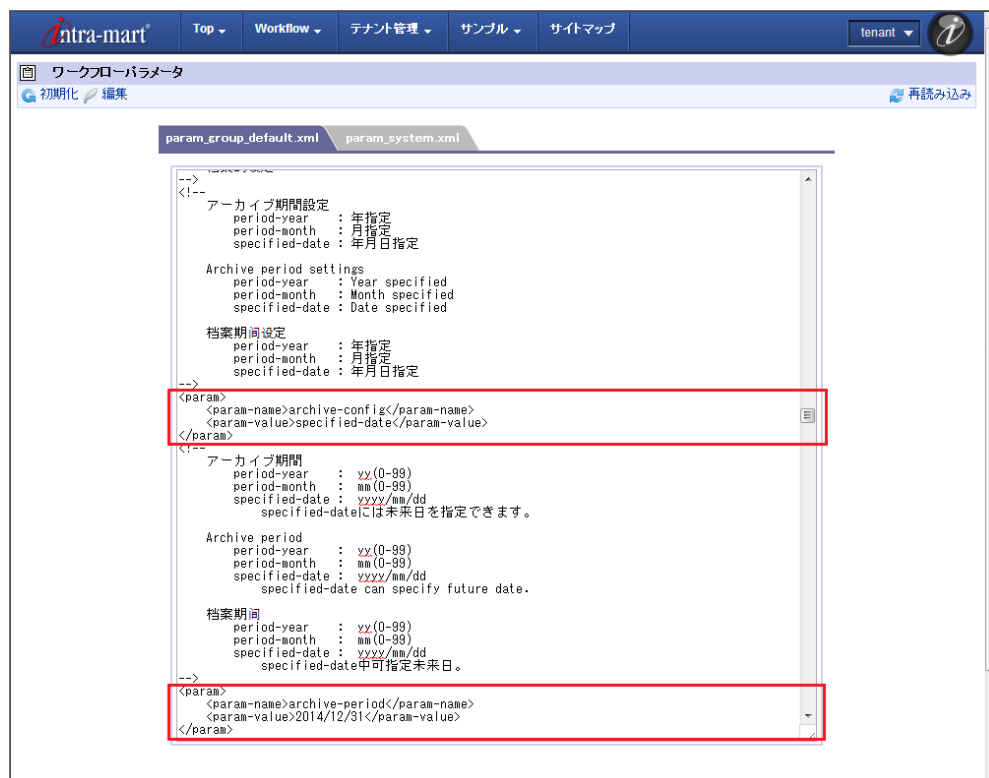 intra-mart® Top Workflow テナント管理 サンプル サイトマップ tenant
ワークフローパラメータ
初期化 編集 再読み込み
param_group_default.xml param_system.xml
-->
<!--
アーカイブ期間設定
period-year : 年指定
period-month : 月指定
specified-date : 年月日指定
Archive period settings
period-year : Year specified
period-month : Month specified
specified-date : Date specified
档案期间设定
period-year : 年指定
period-month : 月指定
specified-date : 年月日指定
-->
<param>
<param-name>archive-config</param-name>
<param-value>specified-date</param-value>
</param>
<!--
アーカイブ期間
period-year : yy(0-99)
period-month : mm(0-99)
specified-date : yyyy/mm/dd
specified-dateには未来日を指定できます。
Archive period
period-year : yy(0-99)
period-month : mm(0-99)
specified-date : yyyy/mm/dd
specified-date can specify future date.
档案期间
period-year : yy(0-99)
period-month : mm(0-99)
specified-date : yyyy/mm/dd
specified-date中可指定未来日。
-->
<param>
<param-name>archive-period</param-name>
<param-value>2014/12/31</param-value>
</param>